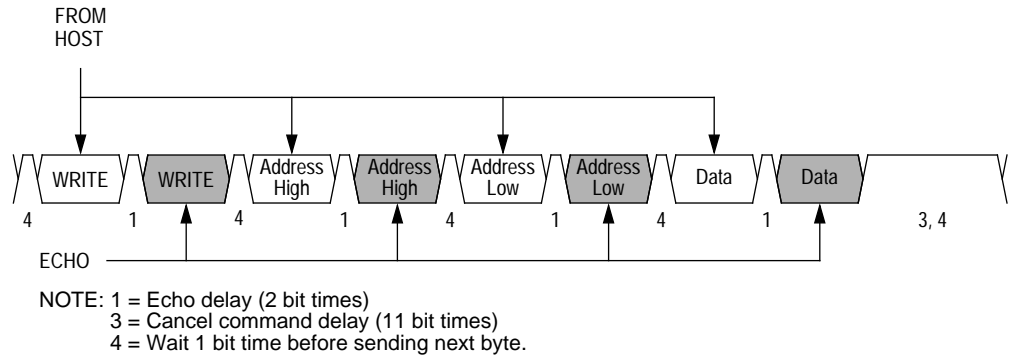 FROM
HOST
WRITE WRITE Address High Address High Address Low Address Low Data Data
4 1 4 1 4 1 4 1 3, 4
ECHO
NOTE: 1 = Echo delay (2 bit times)
3 = Cancel command delay (11 bit times)
4 = Wait 1 bit time before sending next byte.